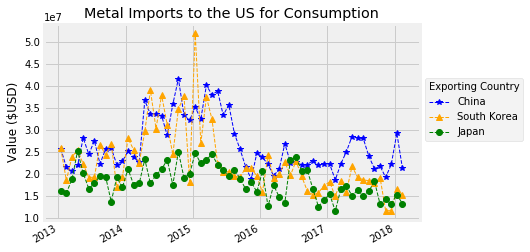 Metal Imports to the US for Consumption
1e7
5.0
4.5
4.0
3.5
3.0
2.5
2.0
1.5
1.0
Value ($USD)
2013
2014
2015
2016
2017
2018
Exporting Country
China
South Korea
Japan